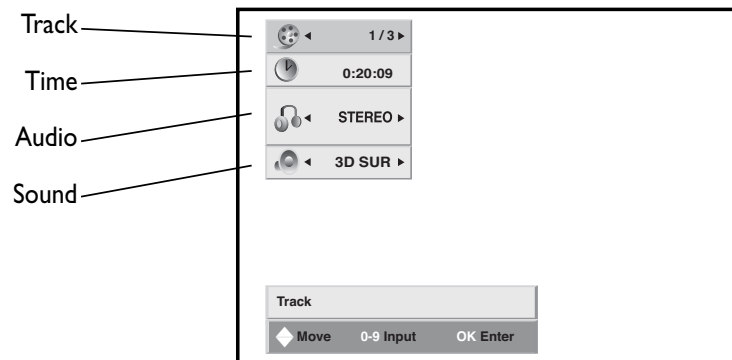 Track
1 / 3
Time
0:20:09
Audio
STEREO
Sound
3D SUR
Track
Move 0-9 Input OK Enter